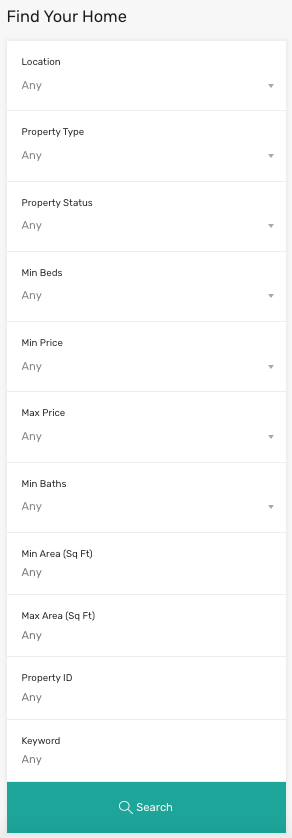 Find Your Home
Location
Any
Property Type
Any
Property Status
Any
Min Beds
Any
Min Price
Any
Max Price
Any
Min Baths
Any
Min Area (Sq Ft)
Any
Max Area (Sq Ft)
Any
Property ID
Any
Keyword
Any
Search